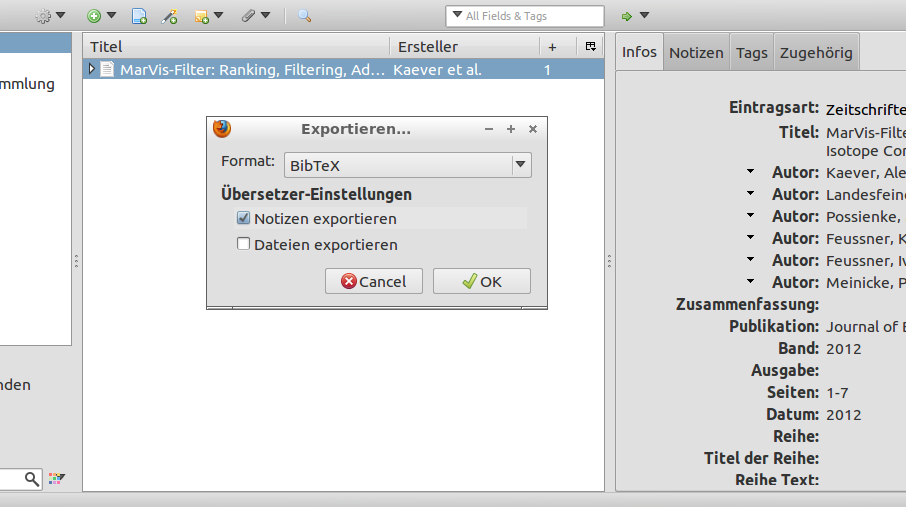 All Fields & Tags
mmlung
nden
Titel Ersteller +
MarVis-Filter: Ranking, Filtering, Ad... Kaever et al. 1
Exportieren...
Format: BibTeX
Übersetzer-Einstellungen
Notizen exportieren
Dateien exportieren
Cancel OK
Infos Notizen Tags Zugehörig
Eintragsart: Zeitschrifte
Titel: MarVis-Filte
Isotope Cor
Autor: Kaever, Ale
Autor: Landesfein
Autor: Possienke,
Autor: Feussner, K
Autor: Feussner, Iv
Autor: Meinicke, P
Zusammenfassung:
Publikation: Journal of B
Band: 2012
Ausgabe:
Seiten: 1-7
Datum: 2012
Reihe:
Titel der Reihe:
Reihe Text: